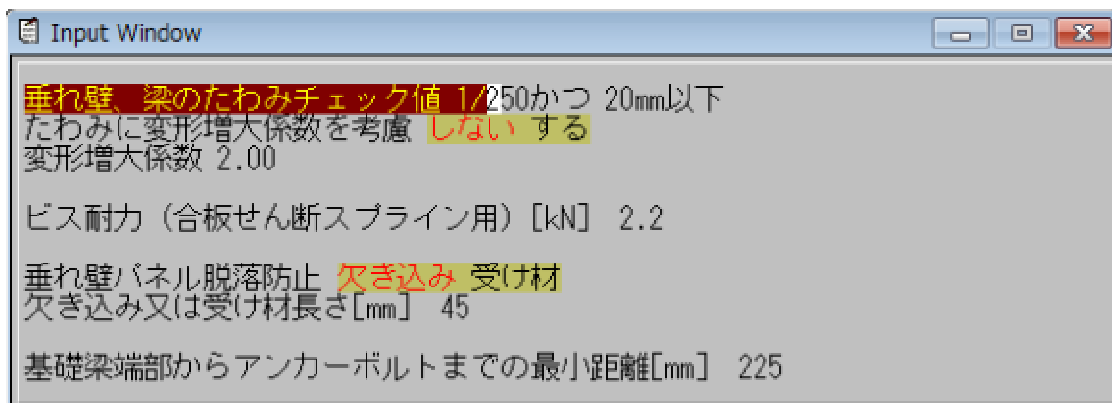 Input Window
垂れ壁、梁のたわみチェック値 1/250かつ 20mm以下
たわみに変形増大係数を考慮 しない する
変形増大係数 2.00
ビス耐力（合板せん断スプライン用）[kN] 2.2
垂れ壁パネル脱落防止 欠き込み 受け材
欠き込み又は受け材長さ[mm] 45
基礎梁端部からアンカーボルトまでの最小距離[mm] 225